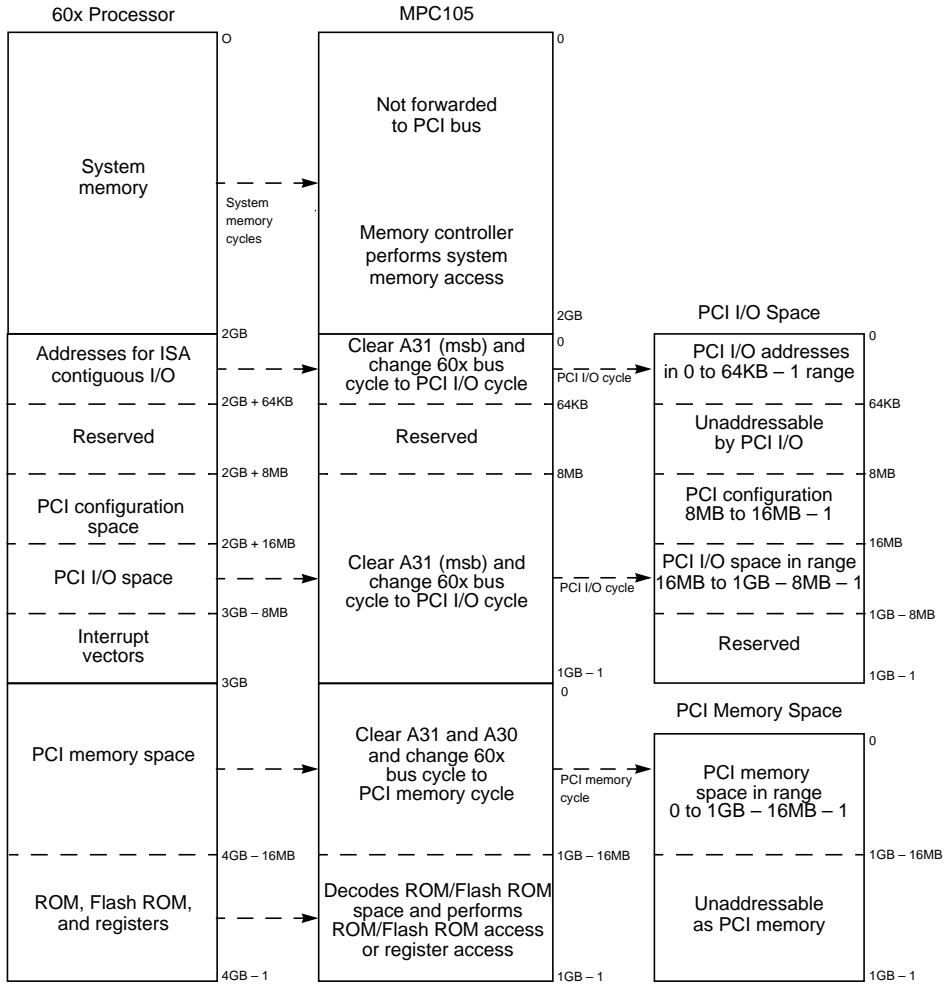 60x Processor
MPC105
O
0
System
memory
System
memory
cycles
Not forwarded
to PCI bus
Memory controller
performs system
memory access
2GB
2GB
PCI I/O Space
0
0
Addresses for ISA
contiguous I/O
Clear A31 (msb) and
change 60x bus
cycle to PCI I/O cycle
PCI I/O cycle
PCI I/O addresses
in 0 to 64KB – 1 range
2GB + 64KB
64KB
64KB
Reserved
Reserved
Unaddressable
by PCI I/O
2GB + 8MB
8MB
8MB
PCI configuration
space
PCI configuration
8MB to 16MB – 1
2GB + 16MB
16MB
PCI I/O space
Clear A31 (msb) and
change 60x bus
cycle to PCI I/O cycle
PCI I/O cycle
PCI I/O space in range
16MB to 1GB – 8MB – 1
3GB – 8MB
1GB – 8MB
Interrupt
vectors
Reserved
3GB
1GB – 1
1GB – 1
0
PCI Memory Space
0
PCI memory space
Clear A31 and A30
and change 60x
bus cycle to
PCI memory cycle
PCI memory
cycle
PCI memory
space in range
0 to 1GB – 16MB – 1
4GB – 16MB
1GB – 16MB
1GB – 16MB
ROM, Flash ROM,
and registers
Decodes ROM/Flash ROM
space and performs
ROM/Flash ROM access
or register access
Unaddressable
as PCI memory
4GB – 1
1GB – 1
1GB – 1